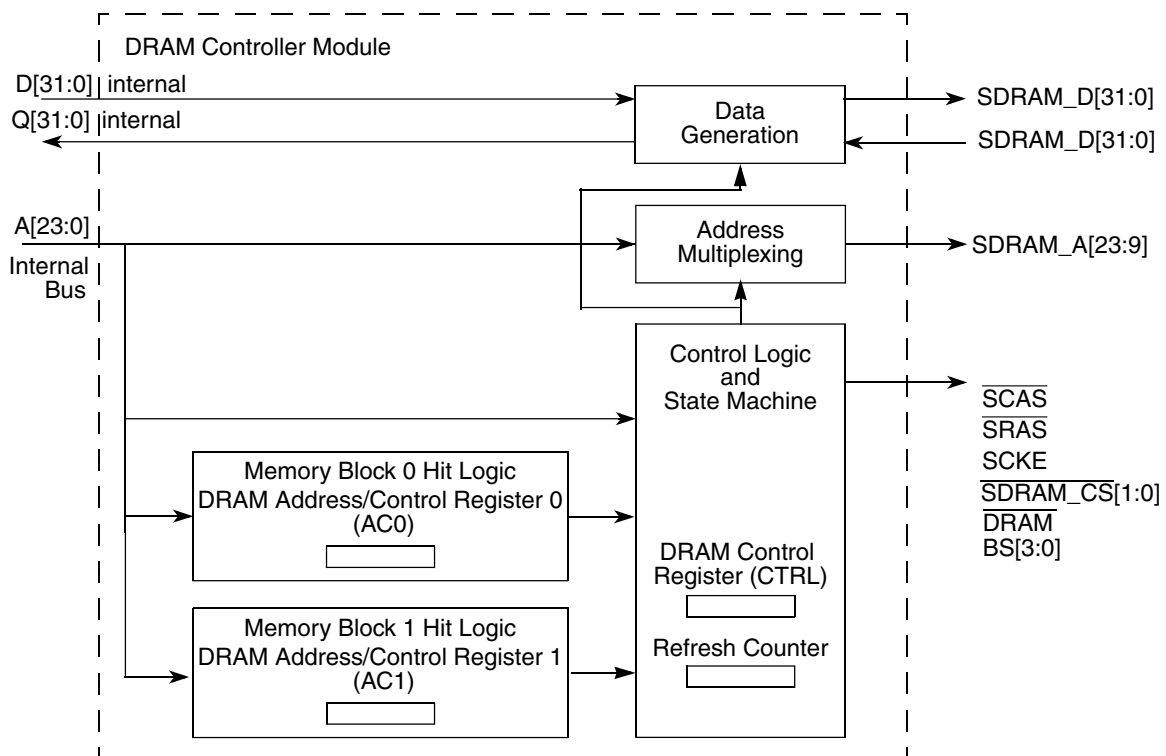 DRAM Controller Module
D[31:0] internal
Q[31:0] internal
Data
Generation
SDRAM_D[31:0]
SDRAM_D[31:0]
A[23:0]
Internal
Bus
Address
Multiplexing
SDRAM_A[23:9]
Control Logic
and
State Machine
SCAS
SRAS
SCKE
SDRAM_CS[1:0]
DRAM
BS[3:0]
Memory Block 0 Hit Logic
DRAM Address/Control Register 0
(AC0)
DRAM Control
Register (CTRL)
Memory Block 1 Hit Logic
DRAM Address/Control Register 1
(AC1)
Refresh Counter